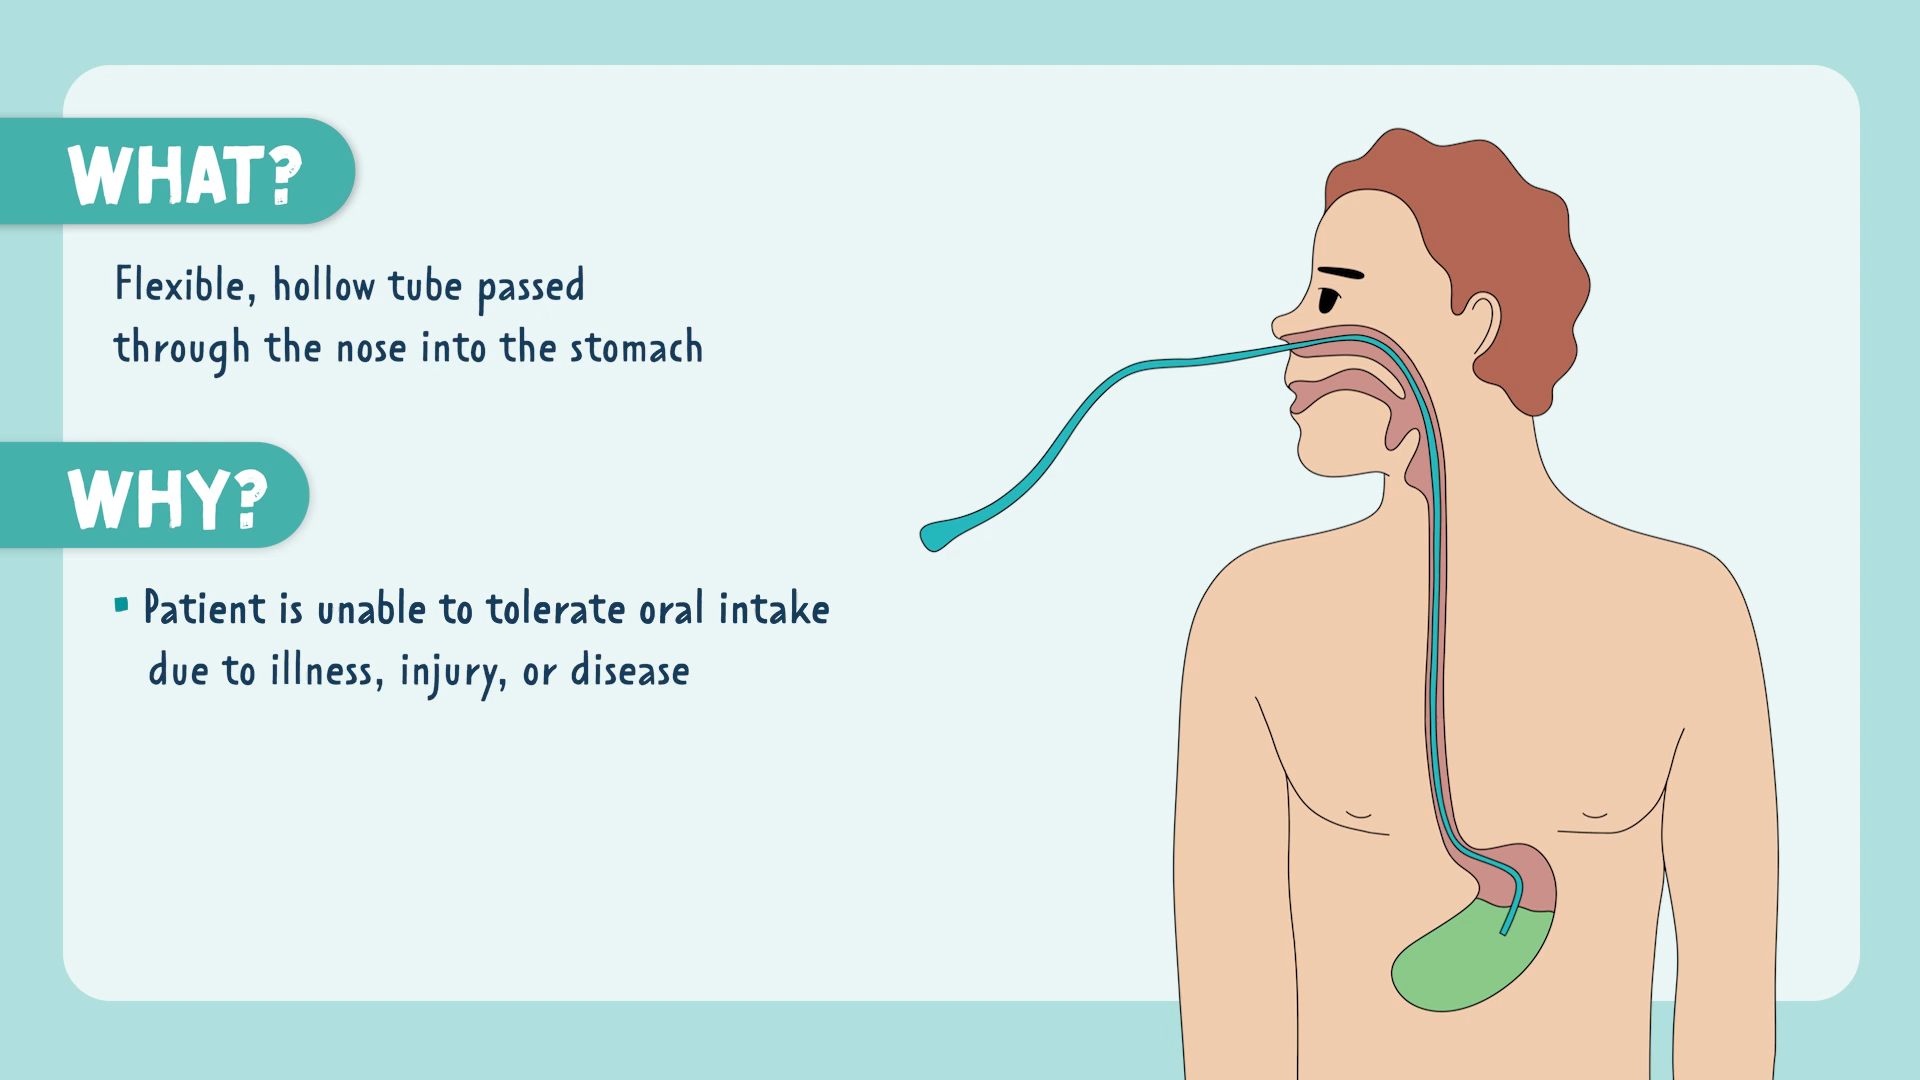 WHAT?
Flexible, hollow tube passed
through the nose into the stomach
WHY?
▪ Patient is unable to tolerate oral intake
due to illness, injury, or disease